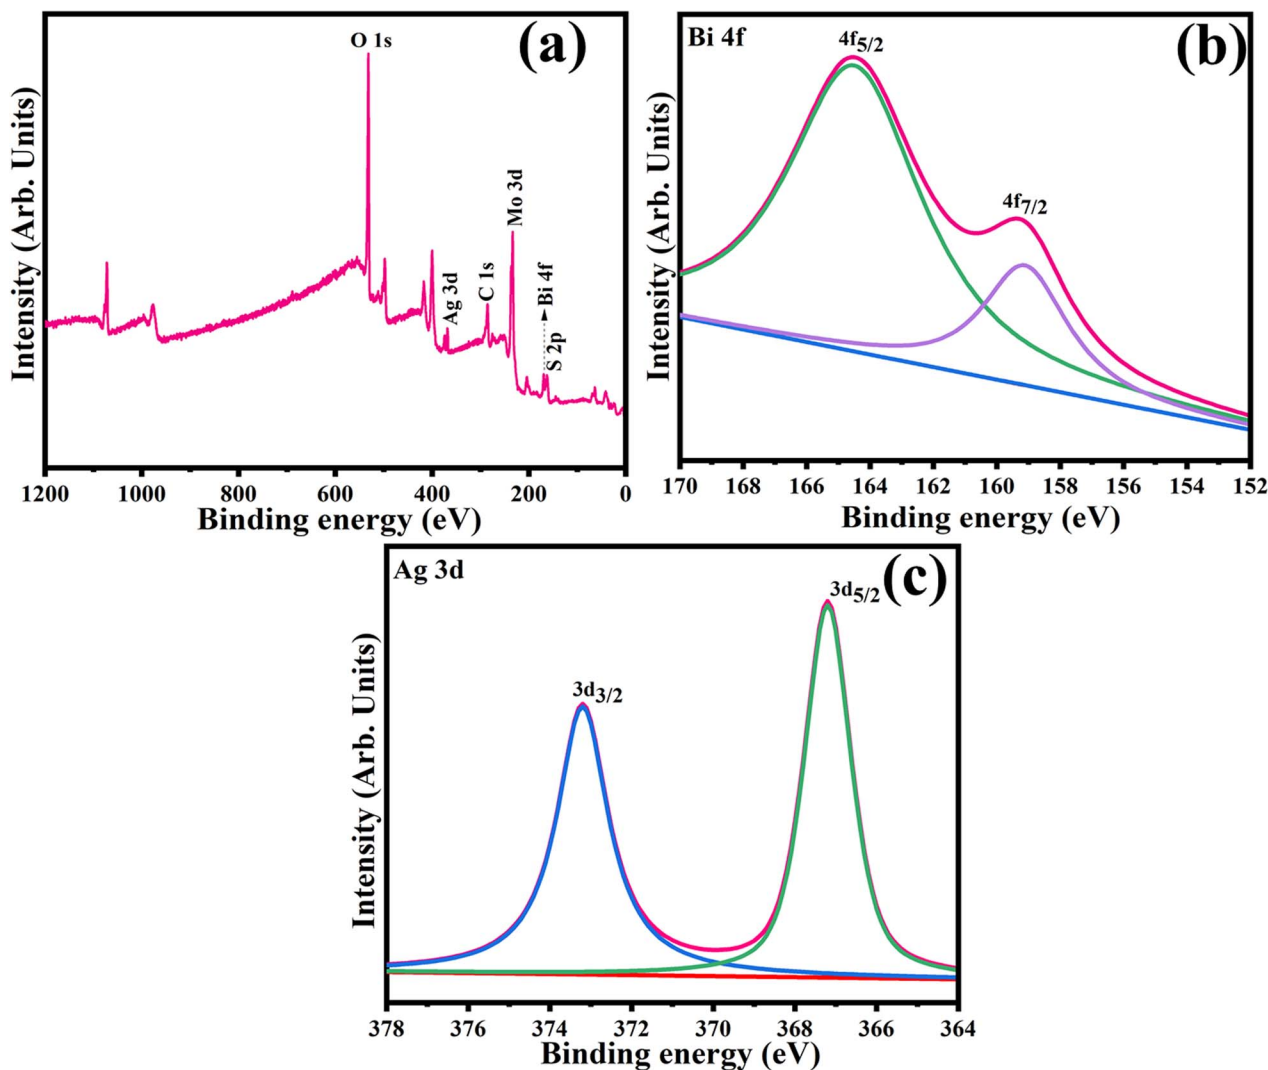 (a)
O 1s
Mo 3d
Ag 3d
C 1s
Bi 4f
S 2p
Intensity (Arb. Units)
1200 1000 800 600 400 200 0
Binding energy (eV)
Bi 4f
(b)
4f5/2
4f7/2
Intensity (Arb. Units)
170 168 166 164 162 160 158 156 154 152
Binding energy (eV)
Ag 3d
(c)
3d5/2
3d3/2
Intensity (Arb. Units)
378 376 374 372 370 368 366 364
Binding energy (eV)